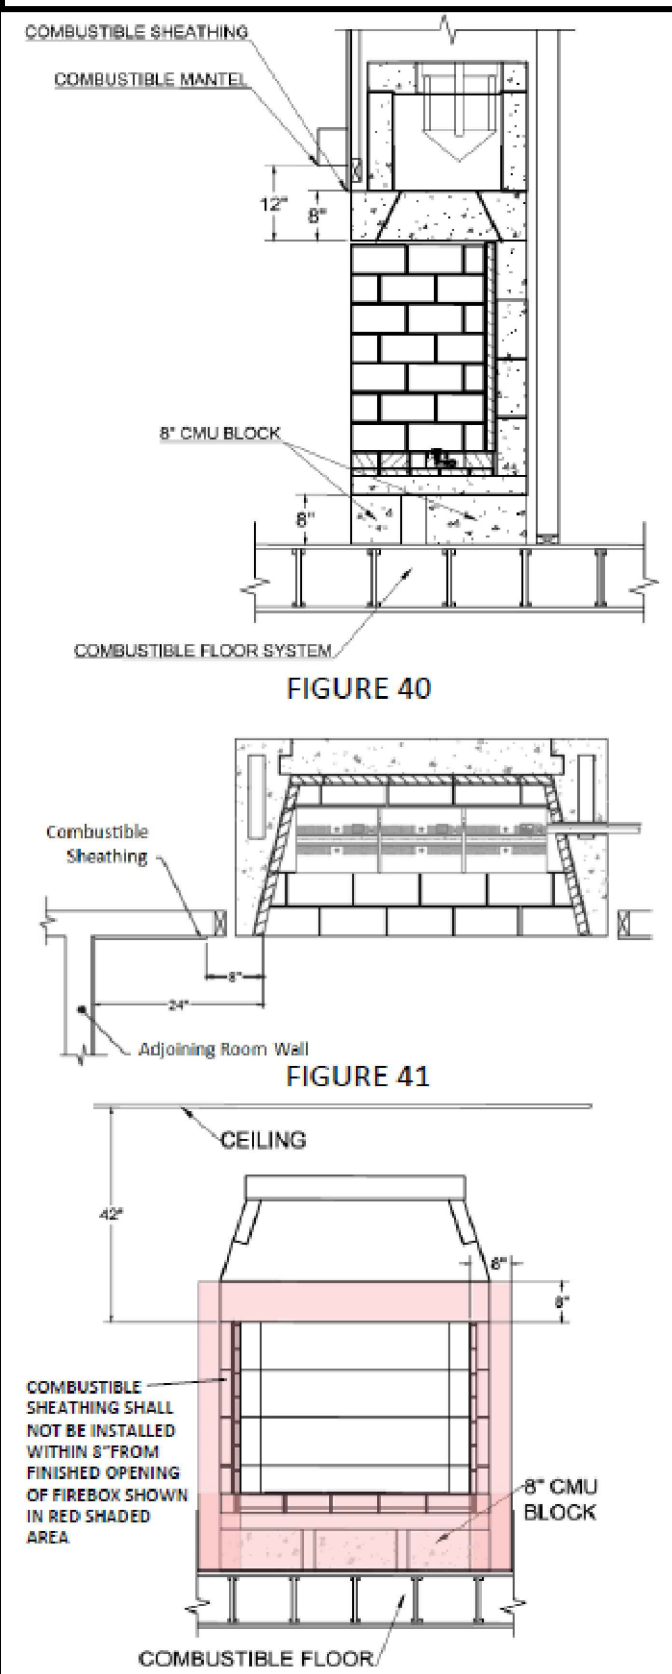 COMBUSTIBLE SHEATHING
COMBUSTIBLE MANTEL
12"
8"
8" CMU BLOCK
8"
COMBUSTIBLE FLOOR SYSTEM
FIGURE 40
Combustible
Sheathing
8"
24"
Adjoining Room Wall
FIGURE 41
CEILING
42"
8"
8"
COMBUSTIBLE
SHEATHING SHALL
NOT BE INSTALLED
WITHIN 8"FROM
FINISHED OPENING
OF FIREBOX SHOWN
IN RED SHADED
AREA
8" CMU
BLOCK
COMBUSTIBLE FLOOR